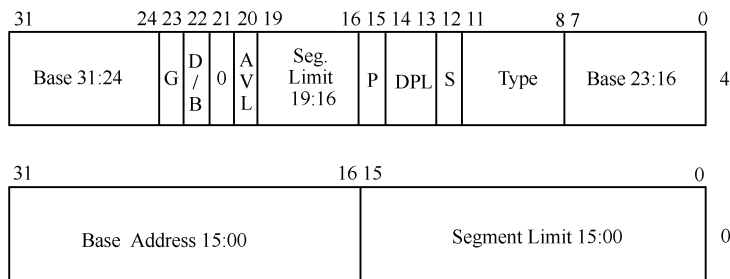 31 24 23 22 21 20 19 16 15 14 13 12 11 8 7 0
Base 31:24 G D/B 0 AVL Seg. Limit 19:16 P DPL S Type Base 23:16 4
31 16 15 0
Base Address 15:00 Segment Limit 15:00 0